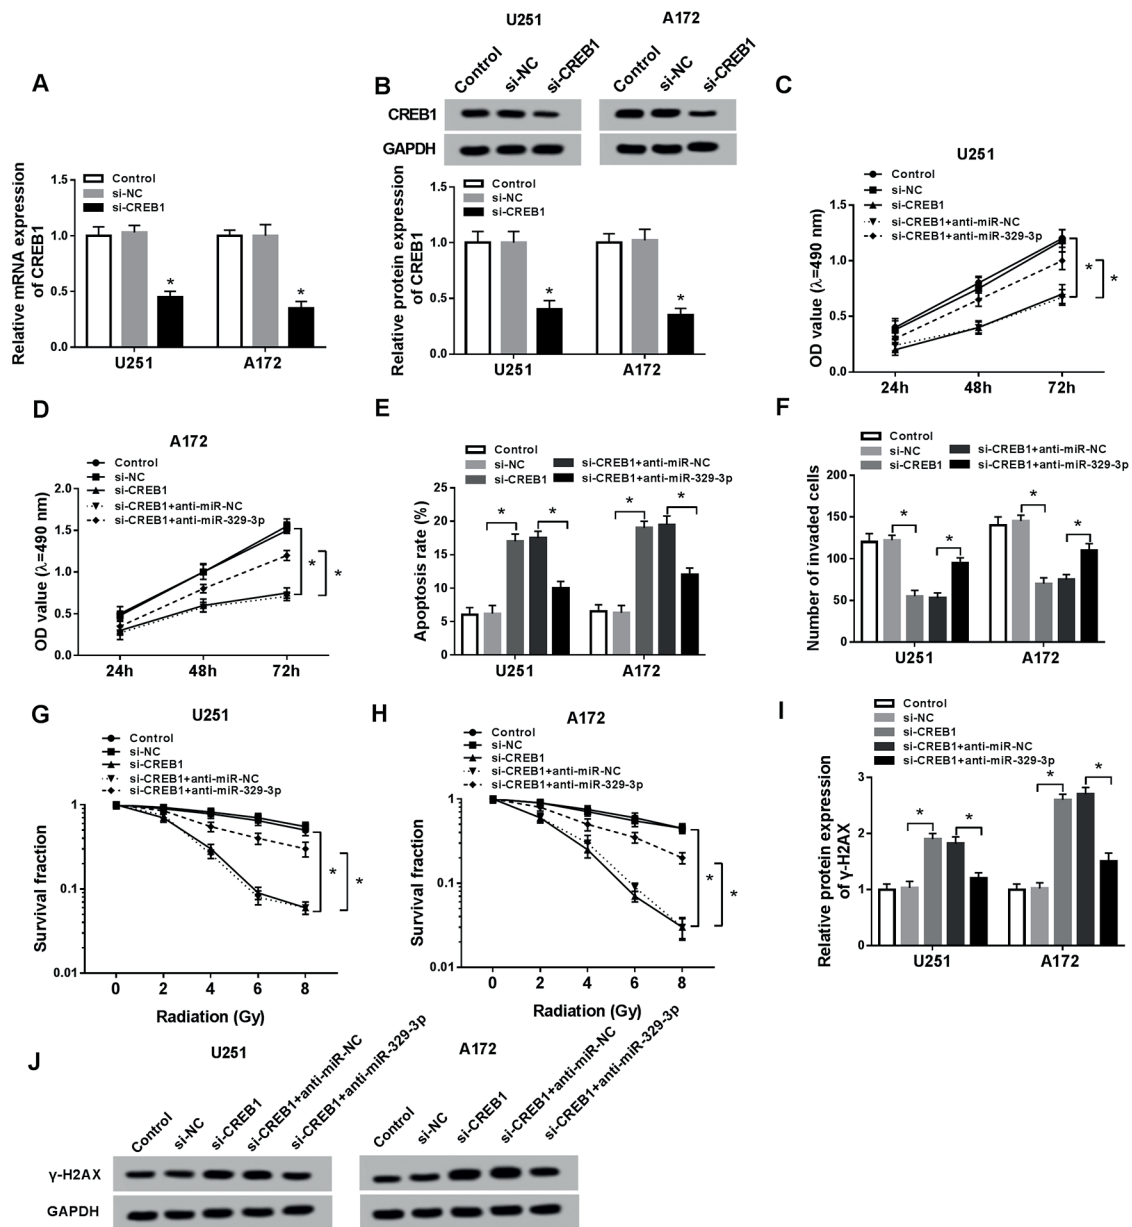 A
Control
si-NC
si-CREB1
Relative mRNA expression
of CREB1
1.5
1.0
0.5
0.0
*
*
U251
A172
B
U251
A172
Control
si-NC
si-CREB1
Control
si-NC
si-CREB1
CREB1
GAPDH
Control
si-NC
si-CREB1
Relative protein expression
of CREB1
1.5
1.0
0.5
0.0
*
*
U251
A172
C
U251
Control
si-NC
si-CREB1
si-CREB1+anti-miR-NC
si-CREB1+anti-miR-329-3p
OD value (λ=490 nm)
1.5
1.0
0.5
0.0
*
*
24h
48h
72h
D
A172
Control
si-NC
si-CREB1
si-CREB1+anti-miR-NC
si-CREB1+anti-miR-329-3p
OD value (λ=490 nm)
2.0
1.5
1.0
0.5
0.0
*
*
24h
48h
72h
E
Control
si-NC
si-CREB1
si-CREB1+anti-miR-NC
si-CREB1+anti-miR-329-3p
Apoptosis rate (%)
25
20
15
10
5
0
*
*
*
*
U251
A172
F
Control
si-NC
si-CREB1
si-CREB1+anti-miR-NC
si-CREB1+anti-miR-329-3p
Number of invaded cells
200
150
100
50
0
*
*
*
*
U251
A172
G
U251
Control
si-NC
si-CREB1
si-CREB1+anti-miR-NC
si-CREB1+anti-miR-329-3p
Survival fraction
1
0.1
0.01
*
*
0
2
4
6
8
Radiation (Gy)
H
A172
Control
si-NC
si-CREB1
si-CREB1+anti-miR-NC
si-CREB1+anti-miR-329-3p
Survival fraction
1
0.1
0.01
*
*
0
2
4
6
8
Radiation (Gy)
I
Control
si-NC
si-CREB1
si-CREB1+anti-miR-NC
si-CREB1+anti-miR-329-3p
Relative protein expression
of γ-H2AX
3
2
1
0
*
*
*
*
U251
A172
J
U251
A172
Control
si-NC
si-CREB1
si-CREB1+anti-miR-NC
si-CREB1+anti-miR-329-3p
Control
si-NC
si-CREB1
si-CREB1+anti-miR-NC
si-CREB1+anti-miR-329-3p
γ-H2AX
GAPDH